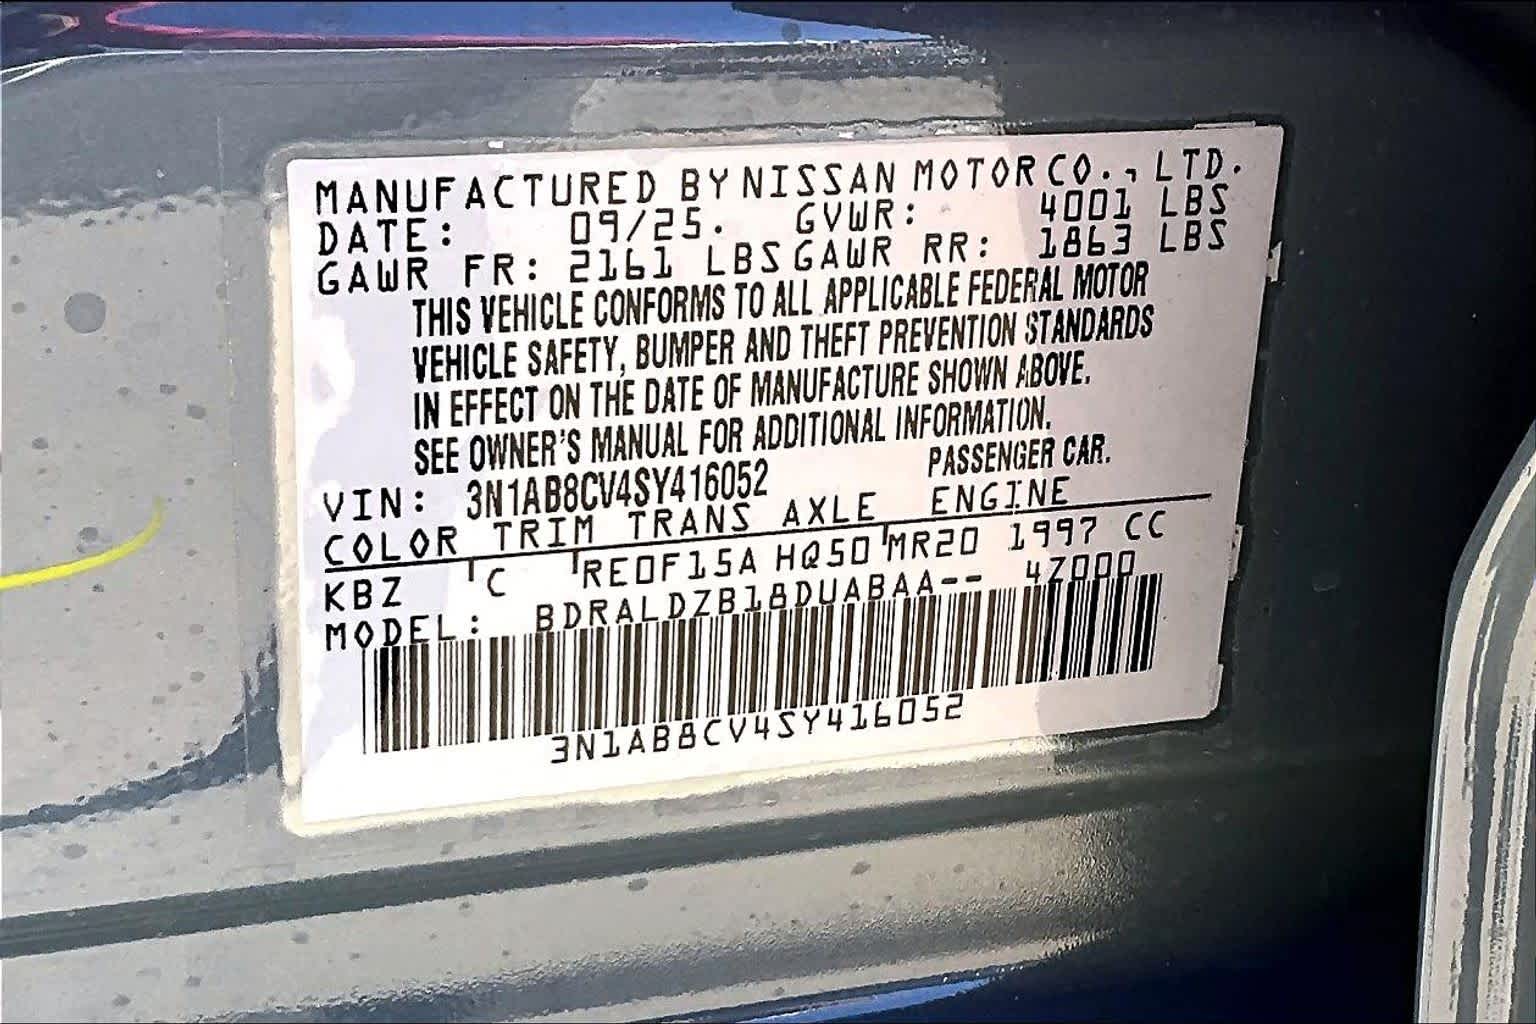 MANUFACTURED BY NISSAN MOTOR CO., LTD.
DATE: 09/25. GVWR: 4001 LBS
GAWR FR: 2161 LBS GAWR RR: 1863 LBS
THIS VEHICLE CONFORMS TO ALL APPLICABLE FEDERAL MOTOR
VEHICLE SAFETY, BUMPER AND THEFT PREVENTION STANDARDS
IN EFFECT ON THE DATE OF MANUFACTURE SHOWN ABOVE.
SEE OWNER'S MANUAL FOR ADDITIONAL INFORMATION.
VIN: 3N1AB8CV4SY416052 PASSENGER CAR.
COLOR TRIM TRANS AXLE ENGINE
KBZ C RE0F15A HQ50 MR20 1997 CC
MODEL: BDRALDZB18DUABAA-- 4Z000
3N1AB8CV4SY416052